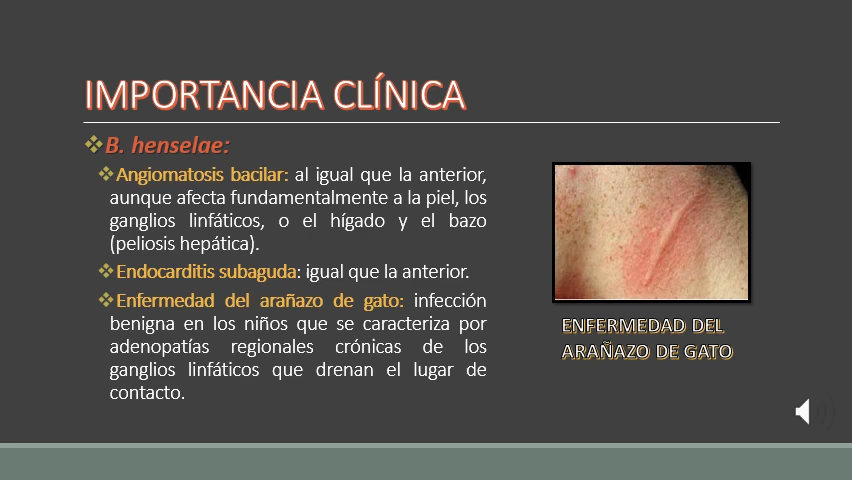 IMPORTANCIA CLÍNICA
B. henselae:
Angiomatosis bacilar: al igual que la anterior,
aunque afecta fundamentalmente a la piel, los
ganglios linfáticos, o el hígado y el bazo
(peliosis hepática).
Endocarditis subaguda: igual que la anterior.
Enfermedad del arañazo de gato: infección
benigna en los niños que se caracteriza por
adenopatías regionales crónicas de los
ganglios linfáticos que drenan el lugar de
contacto.
ENFERMEDAD DEL
ARAÑAZO DE GATO